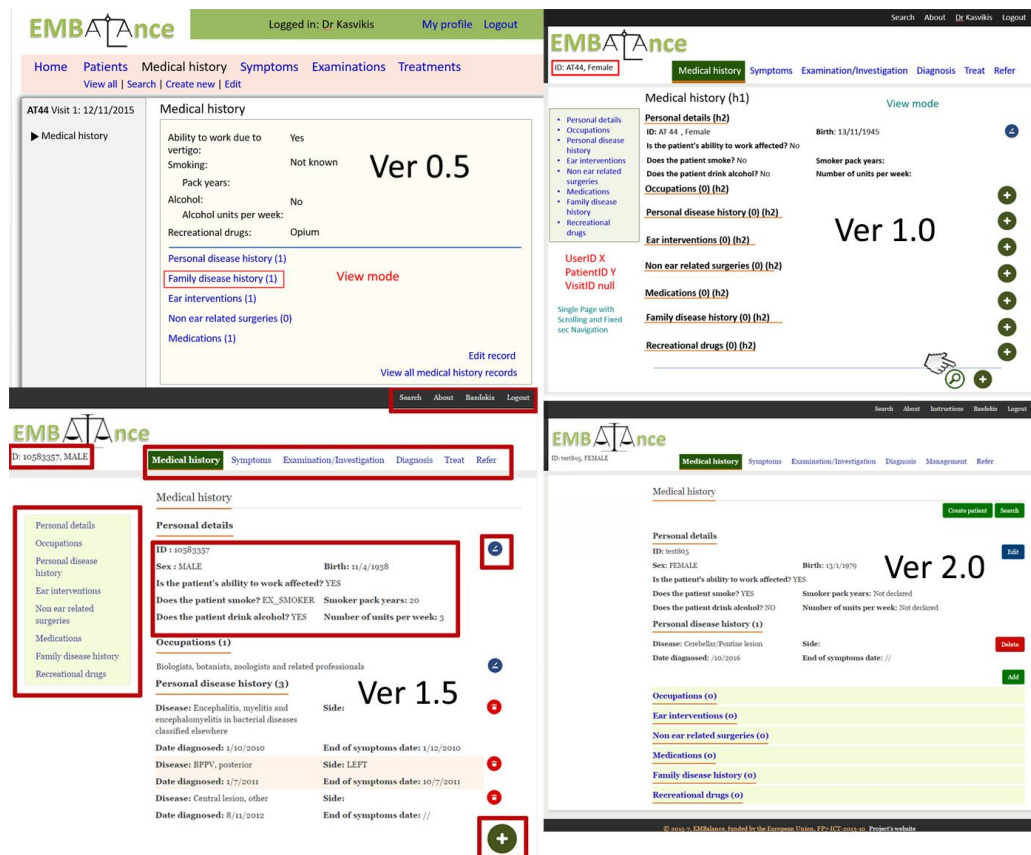 EMBAlAnce
Logged in: Dr Kasvikis My profile Logout
Home Patients Medical history Symptoms Examinations Treatments
View all | Search | Create new | Edit
AT44 Visit 1: 12/11/2015
▶ Medical history
Medical history
Ability to work due to vertigo: Yes
Smoking: Not known
Pack years:
Alcohol: No
Alcohol units per week:
Recreational drugs: Opium
Ver 0.5
Personal disease history (1)
Family disease history (1)
View mode
Ear interventions (1)
Non ear related surgeries (0)
Medications (1)
Edit record
View all medical history records
Search About Dr Kasvikis Logout
EMBAlAnce
ID: AT44, Female
Medical history Symptoms Examination/Investigation Diagnosis Treat Refer
• Personal details
• Occupations
• Personal disease
history
• Ear interventions
• Non ear related
surgeries
• Medications
• Family disease
history
• Recreational
drugs
UserID X
PatientID Y
VisitID null
Single Page with
Scrolling and Fixed
sec Navigation
Medical history (h1)
View mode
Personal details (h2)
ID: AT 44 , Female Birth: 13/11/1945
Is the patient's ability to work affected? No
Does the patient smoke? No Smoker pack years:
Does the patient drink alcohol? No Number of units per week:
Occupations (0) (h2)
Personal disease history (0) (h2)
Ver 1.0
Ear interventions (0) (h2)
Non ear related surgeries (0) (h2)
Medications (0) (h2)
Family disease history (0) (h2)
Recreational drugs (0) (h2)
Search About Basdekis Logout
EMBAlAnce
D: 10583357, MALE
Medical history Symptoms Examination/Investigation Diagnosis Treat Refer
Personal details
Occupations
Personal disease
history
Ear interventions
Non ear related
surgeries
Medications
Family disease history
Recreational drugs
Medical history
Personal details
ID : 10583357
Sex : MALE Birth: 11/4/1938
Is the patient's ability to work affected? YES
Does the patient smoke? EX_SMOKER Smoker pack years: 20
Does the patient drink alcohol? YES Number of units per week: 3
Occupations (1)
Biologists, botanists, zoologists and related professionals
Personal disease history (3)
Ver 1.5
Disease: Encephalitis, myelitis and Side:
encephalomyelitis in bacterial diseases
classified elsewhere
Date diagnosed: 1/10/2010 End of symptoms date: 1/12/2010
Disease: BPPV, posterior Side: LEFT
Date diagnosed: 1/7/2011 End of symptoms date: 10/7/2011
Disease: Central lesion, other Side:
Date diagnosed: 8/11/2012 End of symptoms date: //
Search About Instructions Basdekis Logout
EMBAlAnce
ID: test805, FEMALE
Medical history Symptoms Examination/Investigation Diagnosis Management Refer
Medical history
Create patient Search
Personal details
ID: test805 Edit
Sex: FEMALE Birth: 13/1/1979
Ver 2.0
Is the patient's ability to work affected? YES
Does the patient smoke? YES Smoker pack years: Not declared
Does the patient drink alcohol? NO Number of units per week: Not declared
Personal disease history (1)
Disease: Cerebellar/Pontine lesion Side: Delete
Date diagnosed: /10/2016 End of symptoms date: //
Add
Occupations (0)
Ear interventions (0)
Non ear related surgeries (0)
Medications (0)
Family disease history (0)
Recreational drugs (0)
© 2015-7, EMBalance, funded by the European Union, FP7-ICT-2013-10 Project's website